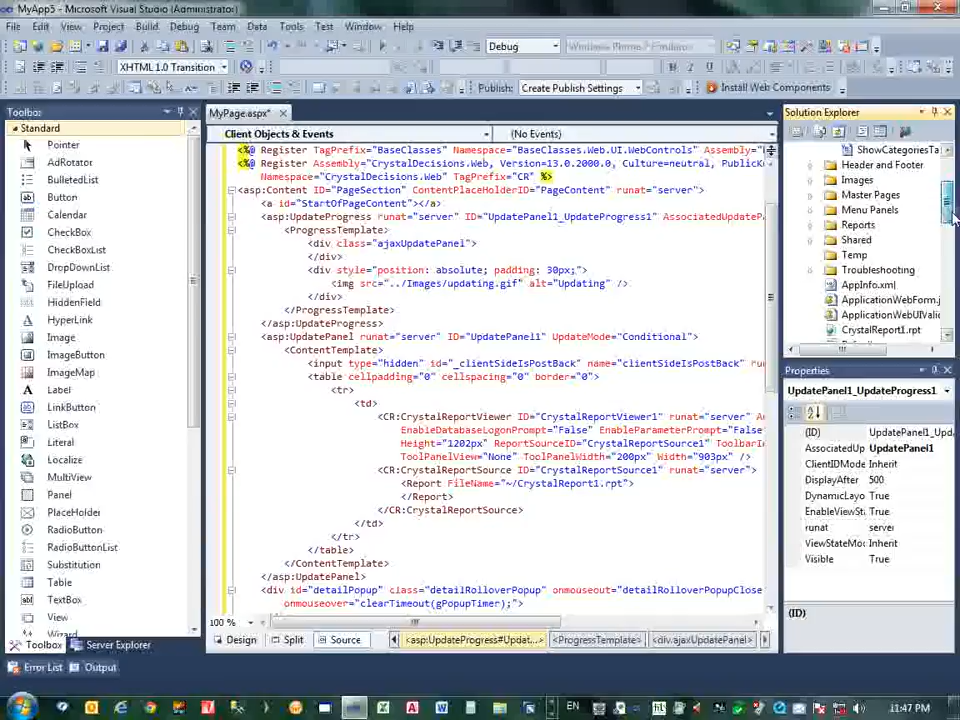 MyApp5 - Microsoft Visual Studio (Administrator)
File Edit View Project Build Debug Team Data Tools Test Window Help
Debug
XHTML 1.0 Transition
Publish: Create Publish Settings
Install Web Components
Toolbox
Standard
Pointer
AdRotator
BulletedList
Button
Calendar
CheckBox
CheckBoxList
DropDownList
FileUpload
HiddenField
HyperLink
Image
ImageButton
ImageMap
Label
LinkButton
ListBox
Literal
Localize
MultiView
Panel
PlaceHolder
RadioButton
RadioButtonList
Substitution
Table
TextBox
View
Wizard
Toolbox Server Explorer
Error List Output
MyPage.aspx*
Client Objects & Events (No Events)
<%@ Register TagPrefix="BaseClasses" Namespace="BaseClasses.Web.UI.WebControls" Assembly="
<%@ Register Assembly="CrystalDecisions.Web, Version=13.0.2000.0, Culture=neutral, PublicK
Namespace="CrystalDecisions.Web" TagPrefix="CR" %>
<asp:Content ID="PageSection" ContentPlaceHolderID="PageContent" runat="server">
<a id="StartOfPageContent"></a>
<asp:UpdateProgress runat="server" ID="UpdatePanel1_UpdateProgress1" AssociatedUpdateP
<ProgressTemplate>
<div class="ajaxUpdatePanel">
</div>
<div style="position: absolute; padding: 30px;">
<img src="../Images/updating.gif" alt="Updating" />
</div>
</ProgressTemplate>
</asp:UpdateProgress>
<asp:UpdatePanel runat="server" ID="UpdatePanel1" UpdateMode="Conditional">
<ContentTemplate>
<input type="hidden" id="_clientSideIsPostBack" name="clientSideIsPostBack" run
<table cellpadding="0" cellspacing="0" border="0">
<tr>
<td>
<CR:CrystalReportViewer ID="CrystalReportViewer1" runat="server" A
EnableDatabaseLogonPrompt="False" EnableParameterPrompt="False"
Height="1202px" ReportSourceID="CrystalReportSource1" ToolbarI
ToolPanelView="None" ToolPanelWidth="200px" Width="903px" />
<CR:CrystalReportSource ID="CrystalReportSource1" runat="server">
<Report FileName="~/CrystalReport1.rpt">
</Report>
</CR:CrystalReportSource>
</td>
</tr>
</table>
</ContentTemplate>
</asp:UpdatePanel>
<div id="detailPopup" class="detailRolloverPopup" onmouseout="detailRolloverPopupClose
onmouseover="clearTimeout(gPopupTimer);">
100 %
Design Split Source <asp:UpdateProgress#Updat...> <ProgressTemplate> <div.ajaxUpdatePanel>
Solution Explorer
ShowCategoriesTa
Header and Footer
Images
Master Pages
Menu Panels
Reports
Shared
Temp
Troubleshooting
AppInfo.xml
ApplicationWebForm.j
ApplicationWebUIVali
CrystalReport1.rpt
Properties
UpdatePanel1_UpdateProgress1
(ID) UpdatePanel1_Upd
AssociatedUp UpdatePanel1
ClientIDMode Inherit
DisplayAfter 500
DynamicLayo True
EnableViewSt True
runat server
ViewStateMo Inherit
Visible True
(ID)
EN
11:47 PM